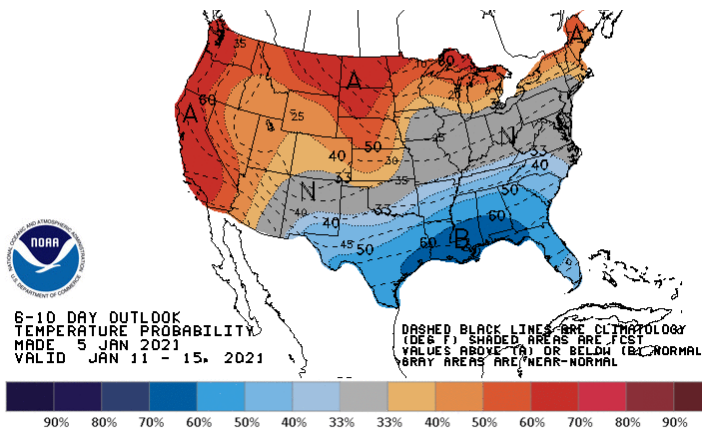 A
35
A
60
A
A
60
25
25
N
50
40
30
33
35
33
N
40
33
40
50
40
45
50
60
60
B
NATIONAL OCEANIC AND ATMOSPHERIC ADMINISTRATION
NOAA
U.S. DEPARTMENT OF COMMERCE
6-10 DAY OUTLOOK
TEMPERATURE PROBABILITY
MADE 5 JAN 2021
VALID JAN 11 - 15, 2021
DASHED BLACK LINES ARE CLIMATOLOGY
(DEG F) SHADED AREAS ARE FCST
VALUES ABOVE (A) OR BELOW (B) NORMAL
GRAY AREAS ARE NEAR-NORMAL
90% 80% 70% 60% 50% 40% 33% 33% 40% 50% 60% 70% 80% 90%